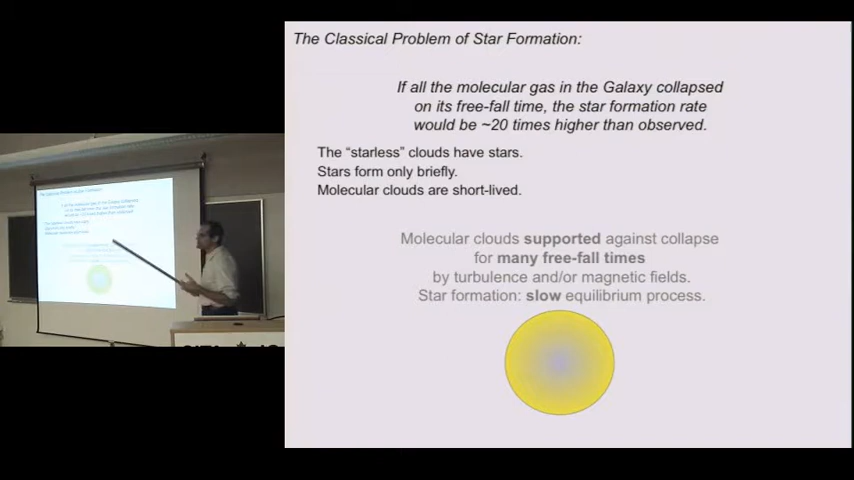 The Classical Problem of Star Formation:
If all the molecular gas in the Galaxy collapsed
on its free-fall time, the star formation rate
would be ~20 times higher than observed.
The “starless” clouds have stars.
Stars form only briefly.
Molecular clouds are short-lived.
Molecular clouds supported against collapse
for many free-fall times
by turbulence and/or magnetic fields.
Star formation: slow equilibrium process.